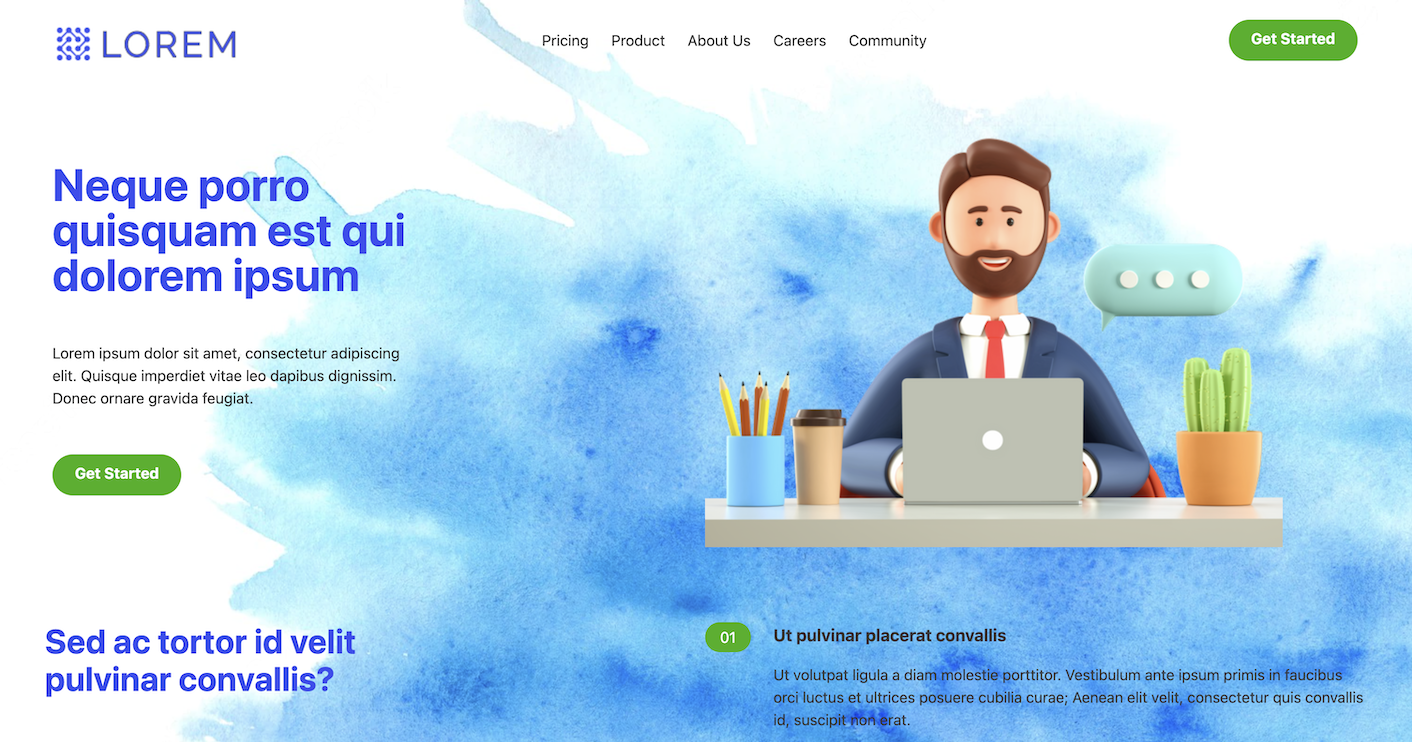 LOREM
Pricing Product About Us Careers Community
Get Started
Neque porro
quisquam est qui
dolorem ipsum
Lorem ipsum dolor sit amet, consectetur adipiscing
elit. Quisque imperdiet vitae leo dapibus dignissim.
Donec ornare gravida feugiat.
Get Started
Sed ac tortor id velit
pulvinar convallis?
01
Ut pulvinar placerat convallis
Ut volutpat ligula a diam molestie porttitor. Vestibulum ante ipsum primis in faucibus
orci luctus et ultrices posuere cubilia curae; Aenean elit velit, consectetur quis convallis
id, suscipit non erat.